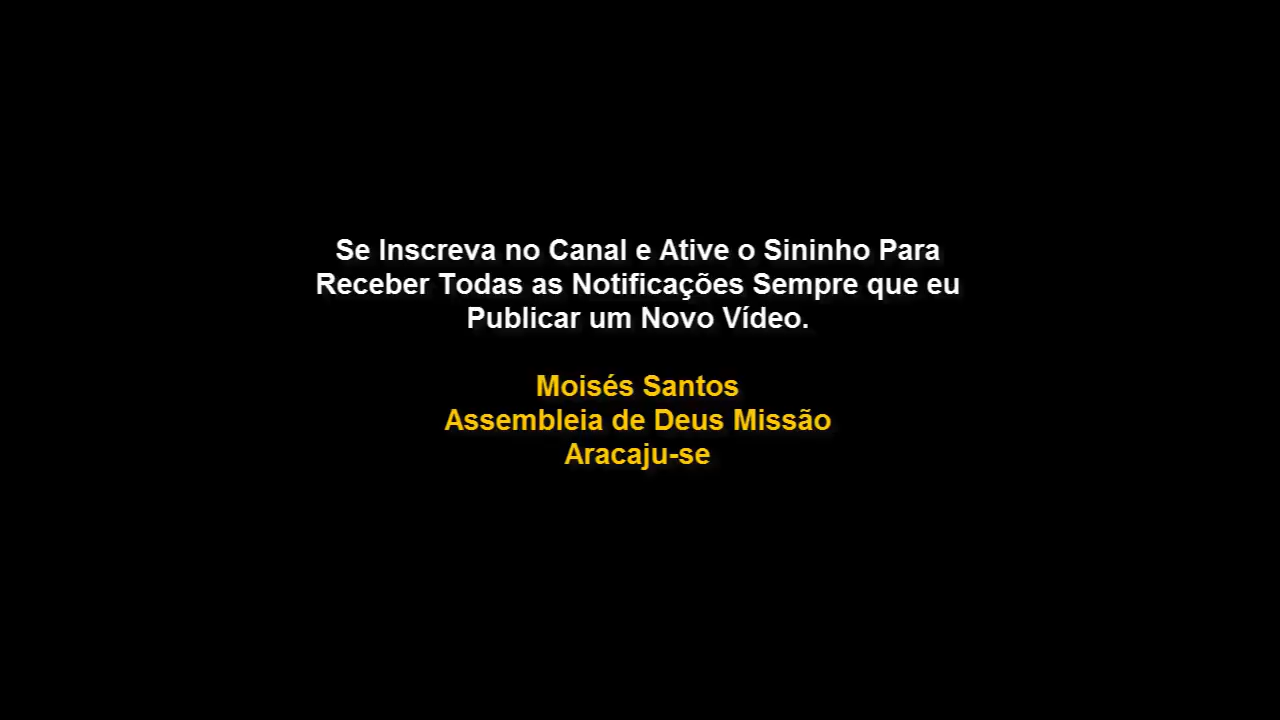 Se Inscreva no Canal e Ative o Sininho Para
Receber Todas as Notificações Sempre que eu
Publicar um Novo Vídeo.
Moisés Santos
Assembleia de Deus Missão
Aracaju-se